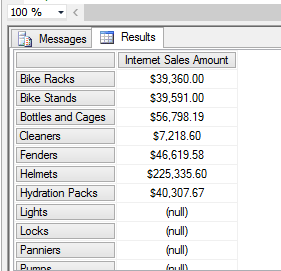 100 %
Messages Results
Internet Sales Amount
Bike Racks $39,360.00
Bike Stands $39,591.00
Bottles and Cages $56,798.19
Cleaners $7,218.60
Fenders $46,619.58
Helmets $225,335.60
Hydration Packs $40,307.67
Lights (null)
Locks (null)
Panniers (null)
Pumps (null)